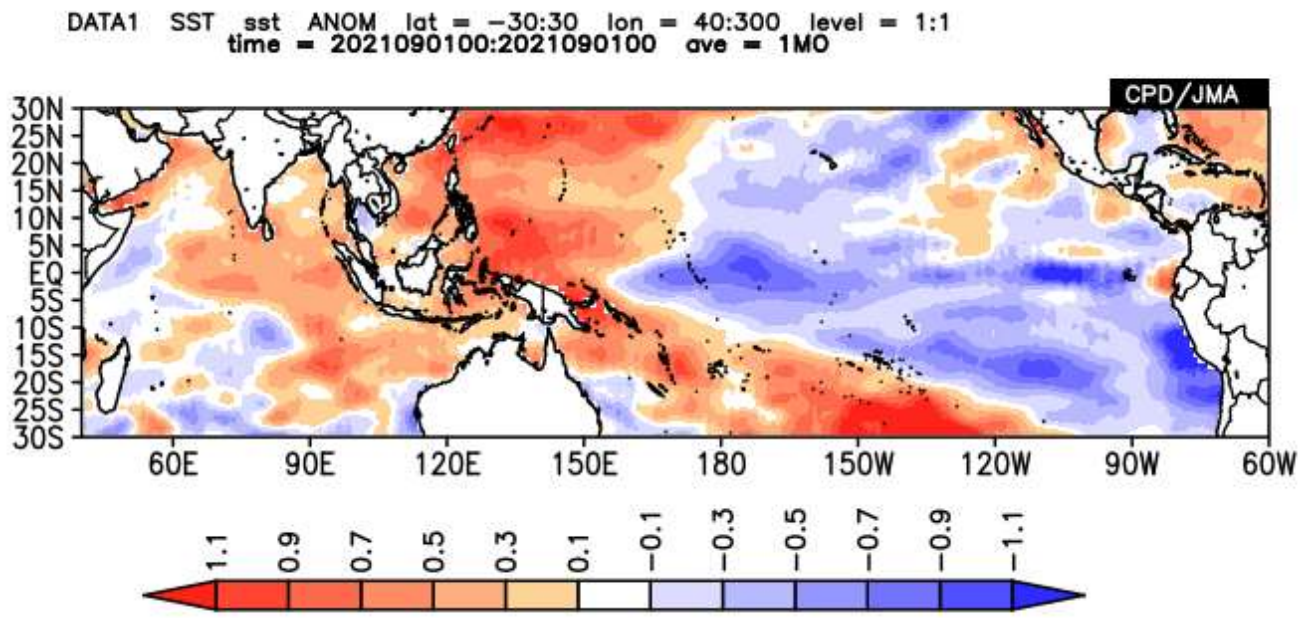 DATA1 SST sst ANOM lat = -30:30 lon = 40:300 level = 1:1
time = 2021090100:2021090100 ave = 1MO
CPD/JMA
30N
25N
20N
15N
10N
5N
EQ
5S
10S
15S
20S
25S
30S
60E 90E 120E 150E 180 150W 120W 90W 60W
1.1 0.9 0.7 0.5 0.3 0.1 -0.1 -0.3 -0.5 -0.7 -0.9 -1.1